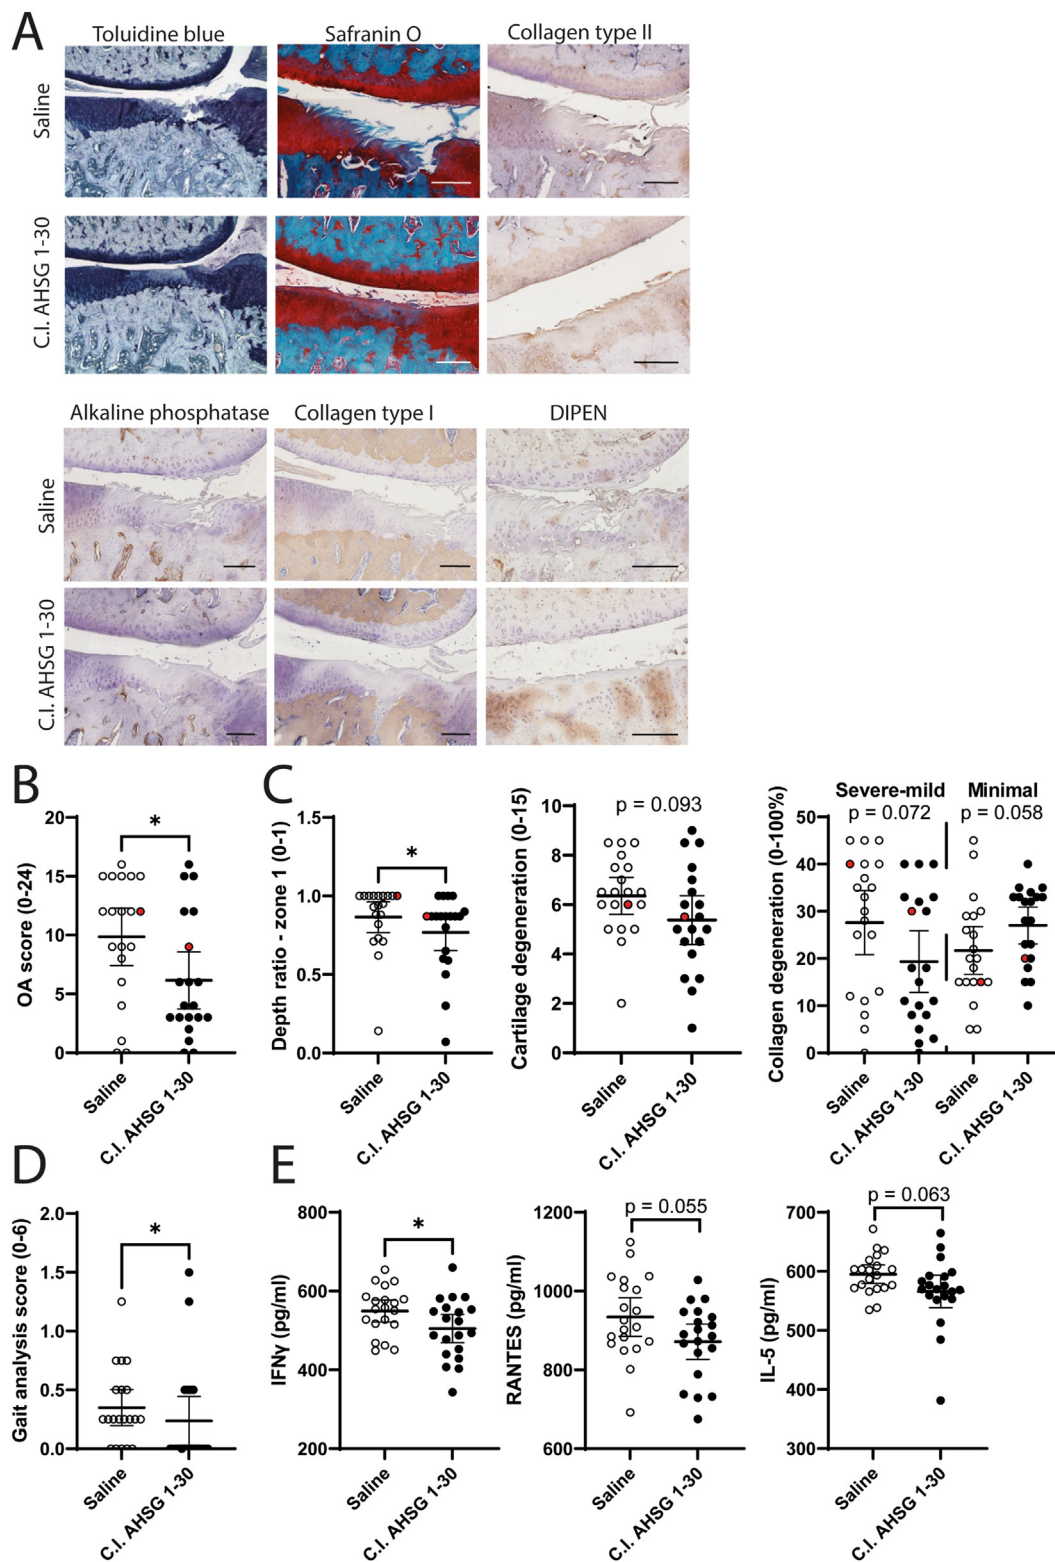 A
Toluidine blue
Safranin O
Collagen type II
Saline
C.I. AHSG 1-30
Alkaline phosphatase
Collagen type I
DIPEN
Saline
C.I. AHSG 1-30
B
OA score (0-24)
20
15
10
5
0
*
Saline
C.I. AHSG 1-30
C
Depth ratio - zone 1 (0-1)
1.5
1.0
0.5
0.0
*
Saline
C.I. AHSG 1-30
Cartilage degeneration (0-15)
10
8
6
4
2
0
p = 0.093
Saline
C.I. AHSG 1-30
Collagen degeneration (0-100%)
50
40
30
20
10
0
Severe-mild
p = 0.072
Minimal
p = 0.058
Saline
C.I. AHSG 1-30
Saline
C.I. AHSG 1-30
D
Gait analysis score (0-6)
2.0
1.5
1.0
0.5
0.0
*
Saline
C.I. AHSG 1-30
E
IFNγ (pg/ml)
800
600
400
200
*
Saline
C.I. AHSG 1-30
RANTES (pg/ml)
1200
1000
800
600
p = 0.055
Saline
C.I. AHSG 1-30
IL-5 (pg/ml)
700
600
500
400
300
p = 0.063
Saline
C.I. AHSG 1-30